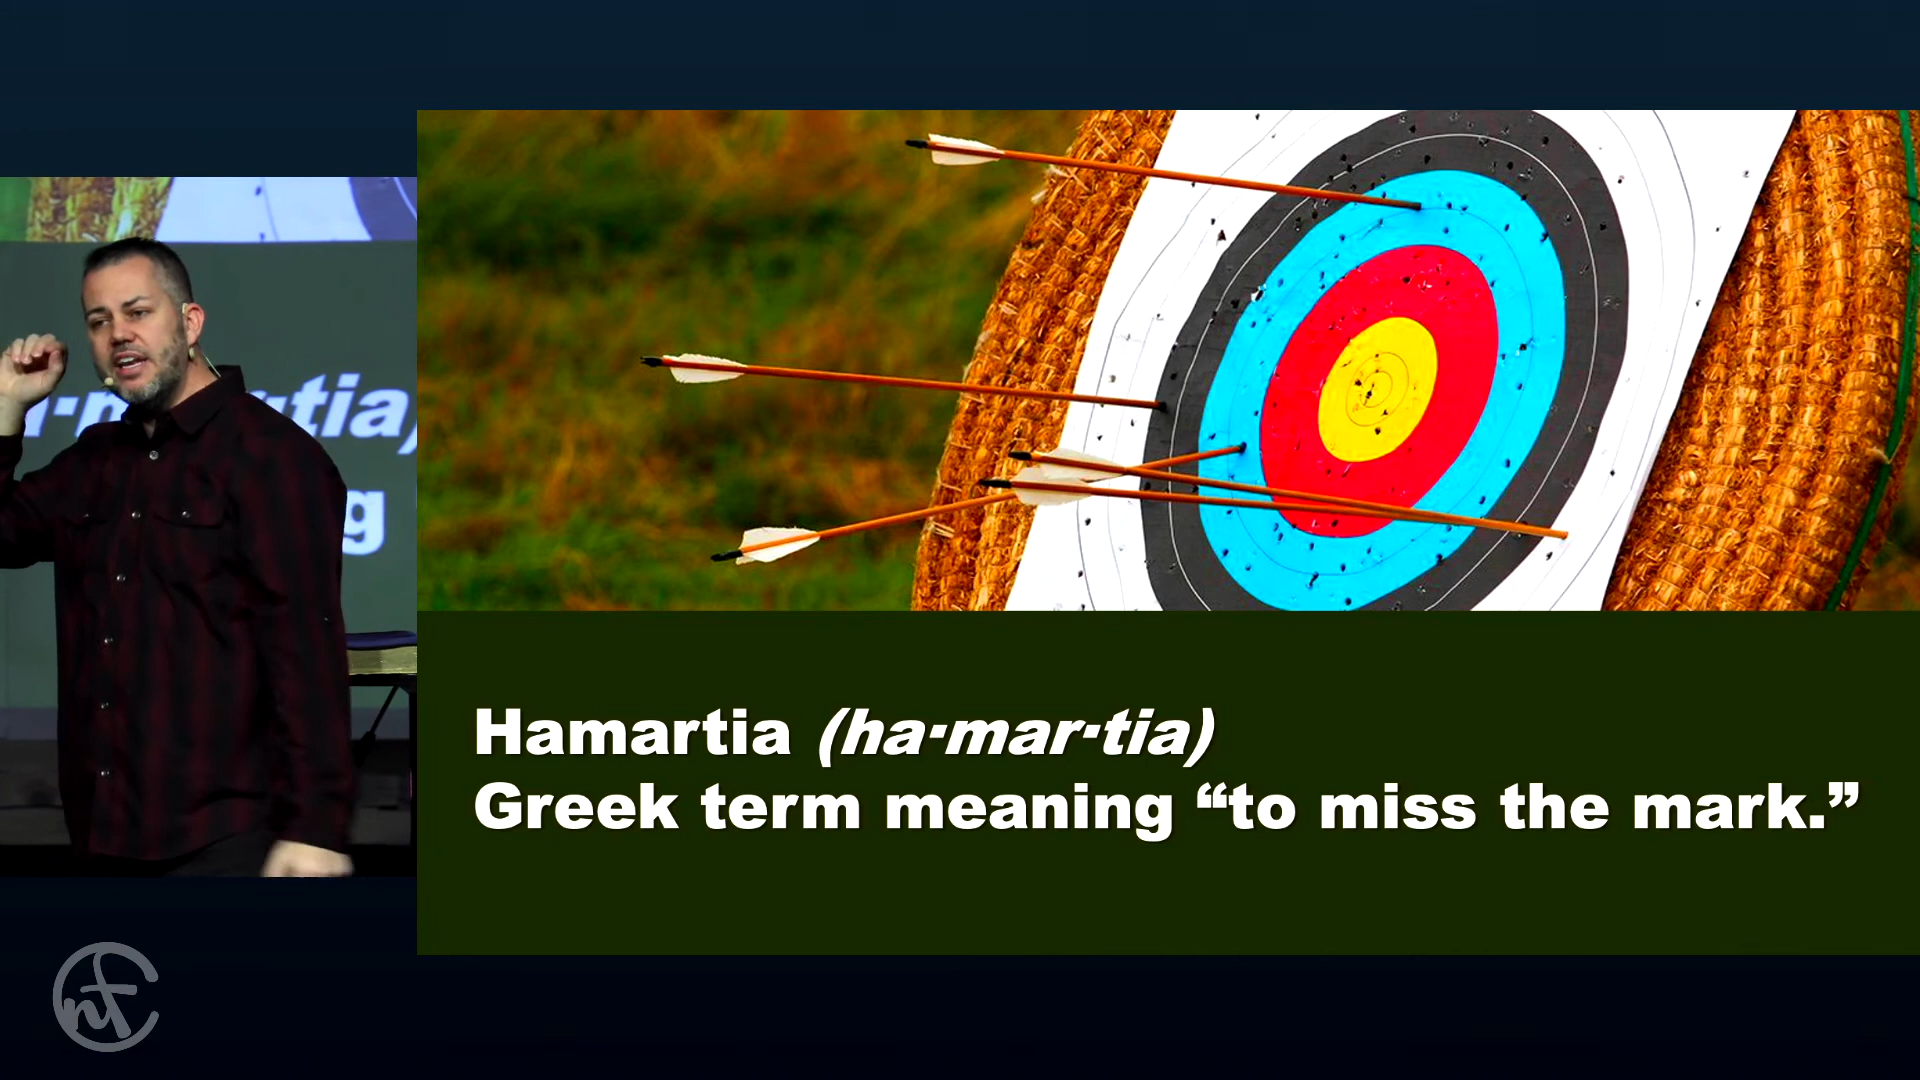 Hamartia (ha·mar·tia)
Greek term meaning “to miss the mark.”